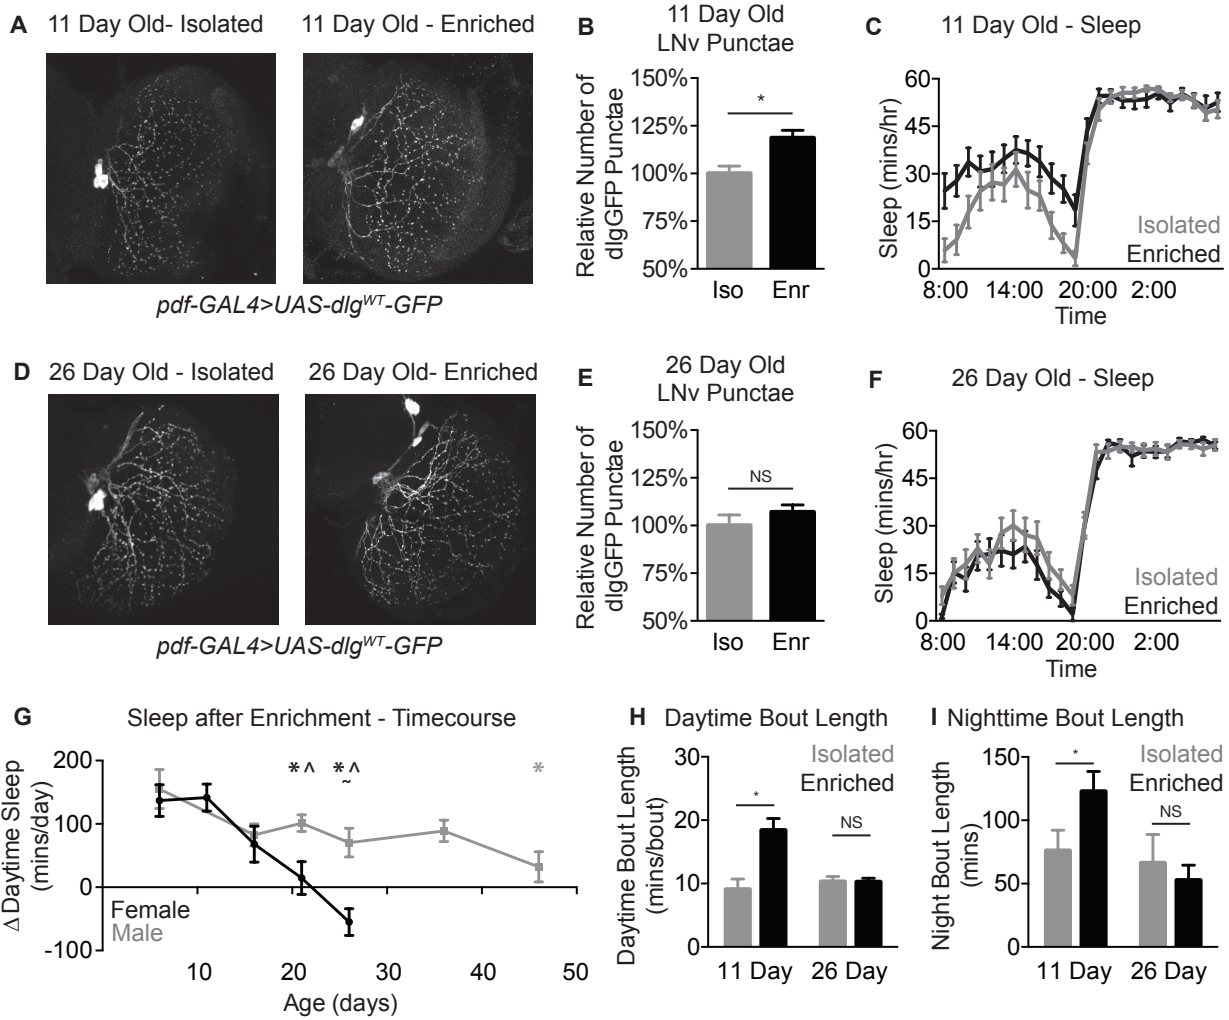 A 11 Day Old- Isolated
11 Day Old - Enriched
pdf-GAL4>UAS-dlgWT-GFP
B 11 Day Old
LNv Punctae
Relative Number of
dlgGFP Punctae
150%
125%
100%
75%
50%
*
Iso Enr
C 11 Day Old - Sleep
Sleep (mins/hr)
60
45
30
15
0
Isolated
Enriched
8:00 14:00 20:00 2:00
Time
D 26 Day Old - Isolated
26 Day Old- Enriched
pdf-GAL4>UAS-dlgWT-GFP
E 26 Day Old
LNv Punctae
Relative Number of
dlgGFP Punctae
150%
125%
100%
75%
50%
NS
Iso Enr
F 26 Day Old - Sleep
Sleep (mins/hr)
60
45
30
15
0
Isolated
Enriched
8:00 14:00 20:00 2:00
Time
G Sleep after Enrichment - Timecourse
Δ Daytime Sleep
(mins/day)
200
100
0
-100
*^ *^ *
~
Female
Male
10 20 30 40 50
Age (days)
H Daytime Bout Length
Daytime Bout Length
(mins/bout)
30
20
10
0
Isolated
Enriched
* NS
11 Day 26 Day
I Nighttime Bout Length
Night Bout Length
(mins)
150
100
50
0
Isolated
Enriched
* NS
11 Day 26 Day